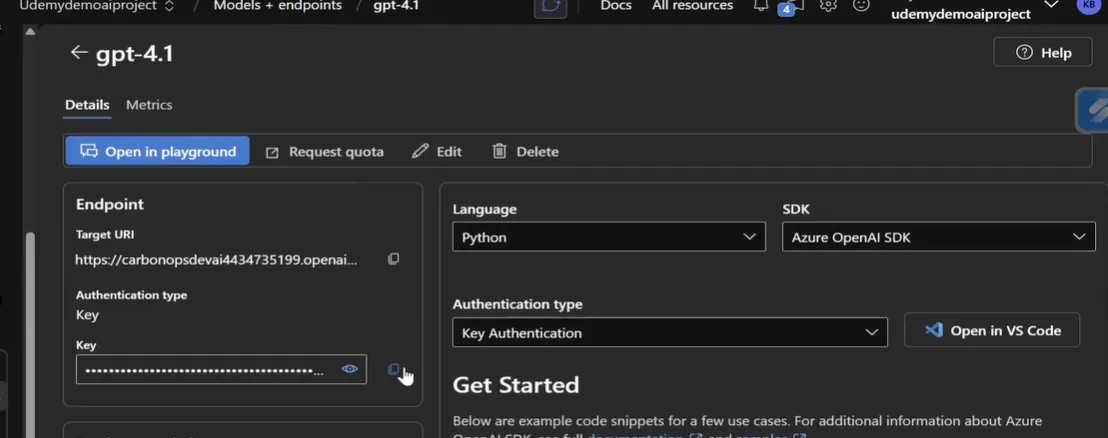 Udemydemoaiproject / Models + endpoints / gpt-4.1
Docs All resources 4 udemydemoaiproject KB
gpt-4.1
Help
Details Metrics
Open in playground Request quota Edit Delete
Endpoint
Target URI
https://carbonopsdevai4434735199.openai...
Authentication type
Key
Key
••••••••••••••••••••••••••••••••••••••••...
Language
Python
SDK
Azure OpenAI SDK
Authentication type
Key Authentication
Open in VS Code
Get Started
Below are example code snippets for a few use cases. For additional information about Azure
OpenAI SDK, see full documentation and samples